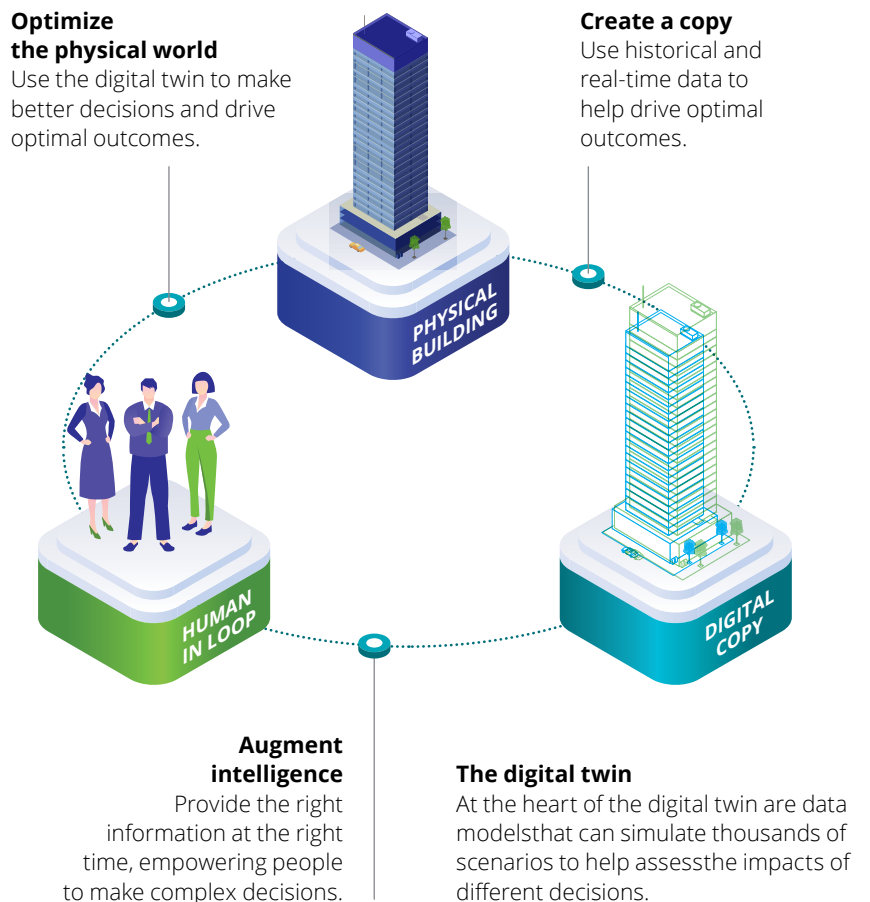 Optimize
the physical world
Use the digital twin to make
better decisions and drive
optimal outcomes.
Create a copy
Use historical and
real-time data to
help drive optimal
outcomes.
PHYSICAL
BUILDING
HUMAN
IN LOOP
DIGITAL
COPY
Augment
intelligence
Provide the right
information at the right
time, empowering people
to make complex decisions.
The digital twin
At the heart of the digital twin are data
modelsthat can simulate thousands of
scenarios to help assessthe impacts of
different decisions.